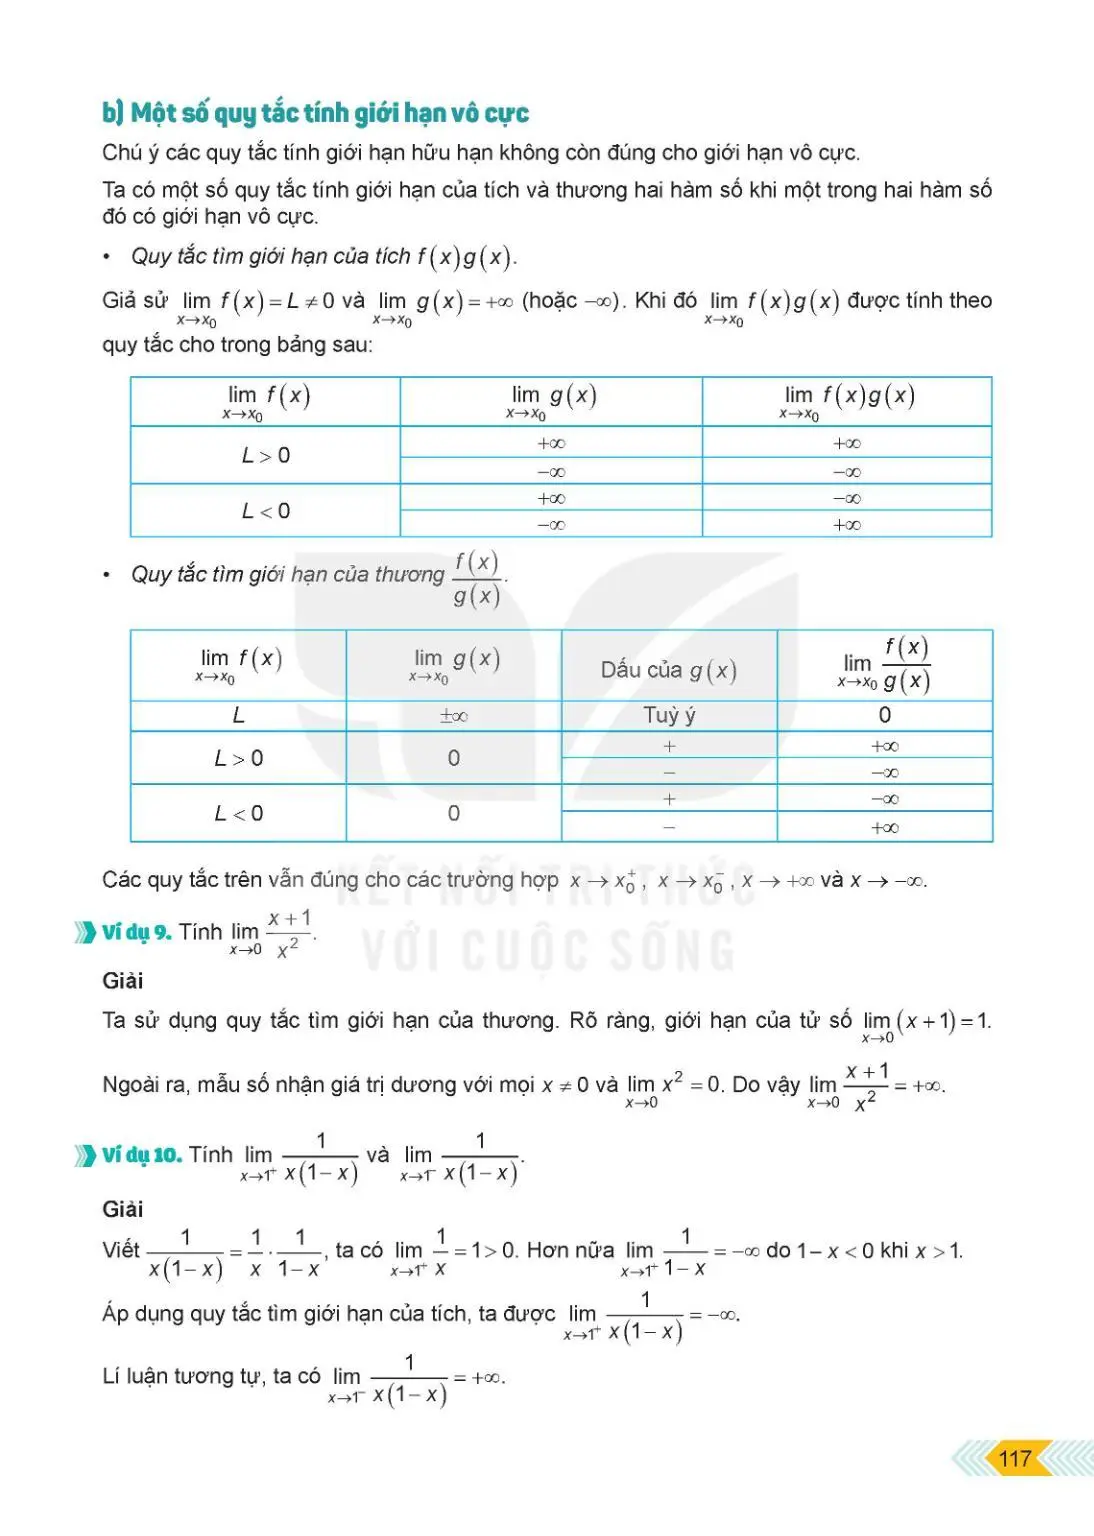 b) Một số quy tắc tính giới hạn vô cực
Chú ý các quy tắc tính giới hạn hữu hạn không còn đúng cho giới hạn vô cực.
Ta có một số quy tắc tính giới hạn của tích và thương hai hàm số khi một trong hai hàm số
đó có giới hạn vô cực.
• Quy tắc tìm giới hạn của tích f(x)g(x).
Giả sử lim_{x→x₀} f(x) = L ≠ 0 và lim_{x→x₀} g(x) = +∞ (hoặc −∞). Khi đó lim_{x→x₀} f(x)g(x) được tính theo
quy tắc cho trong bảng sau:
lim_{x→x₀} f(x) lim_{x→x₀} g(x) lim_{x→x₀} f(x)g(x)
L > 0 +∞ +∞
−∞ −∞
L < 0 +∞ −∞
−∞ +∞
• Quy tắc tìm giới hạn của thương f(x)/g(x).
lim_{x→x₀} f(x) lim_{x→x₀} g(x) Dấu của g(x) lim_{x→x₀} f(x)/g(x)
L ±∞ Tuỳ ý 0
L > 0 0 + +∞
− −∞
L < 0 0 + −∞
− +∞
KẾT NỐI TRI THỨC
Các quy tắc trên vẫn đúng cho các trường hợp x → x₀⁺, x → x₀⁻, x → +∞ và x → −∞.
Ví dụ 9. Tính lim_{x→0} (x+1)/x².
VỚI CUỘC SỐNG
Giải
Ta sử dụng quy tắc tìm giới hạn của thương. Rõ ràng, giới hạn của tử số lim_{x→0} (x+1) = 1.
Ngoài ra, mẫu số nhận giá trị dương với mọi x ≠ 0 và lim_{x→0} x² = 0. Do vậy lim_{x→0} (x+1)/x² = +∞.
Ví dụ 10. Tính lim_{x→1⁺} 1/(x(1−x)) và lim_{x→1⁻} 1/(x(1−x)).
Giải
Viết 1/(x(1−x)) = 1/x · 1/(1−x), ta có lim_{x→1⁺} 1/x = 1 > 0. Hơn nữa lim_{x→1⁺} 1/(1−x) = −∞ do 1−x < 0 khi x > 1.
Áp dụng quy tắc tìm giới hạn của tích, ta được lim_{x→1⁺} 1/(x(1−x)) = −∞.
Lí luận tương tự, ta có lim_{x→1⁻} 1/(x(1−x)) = +∞.
117